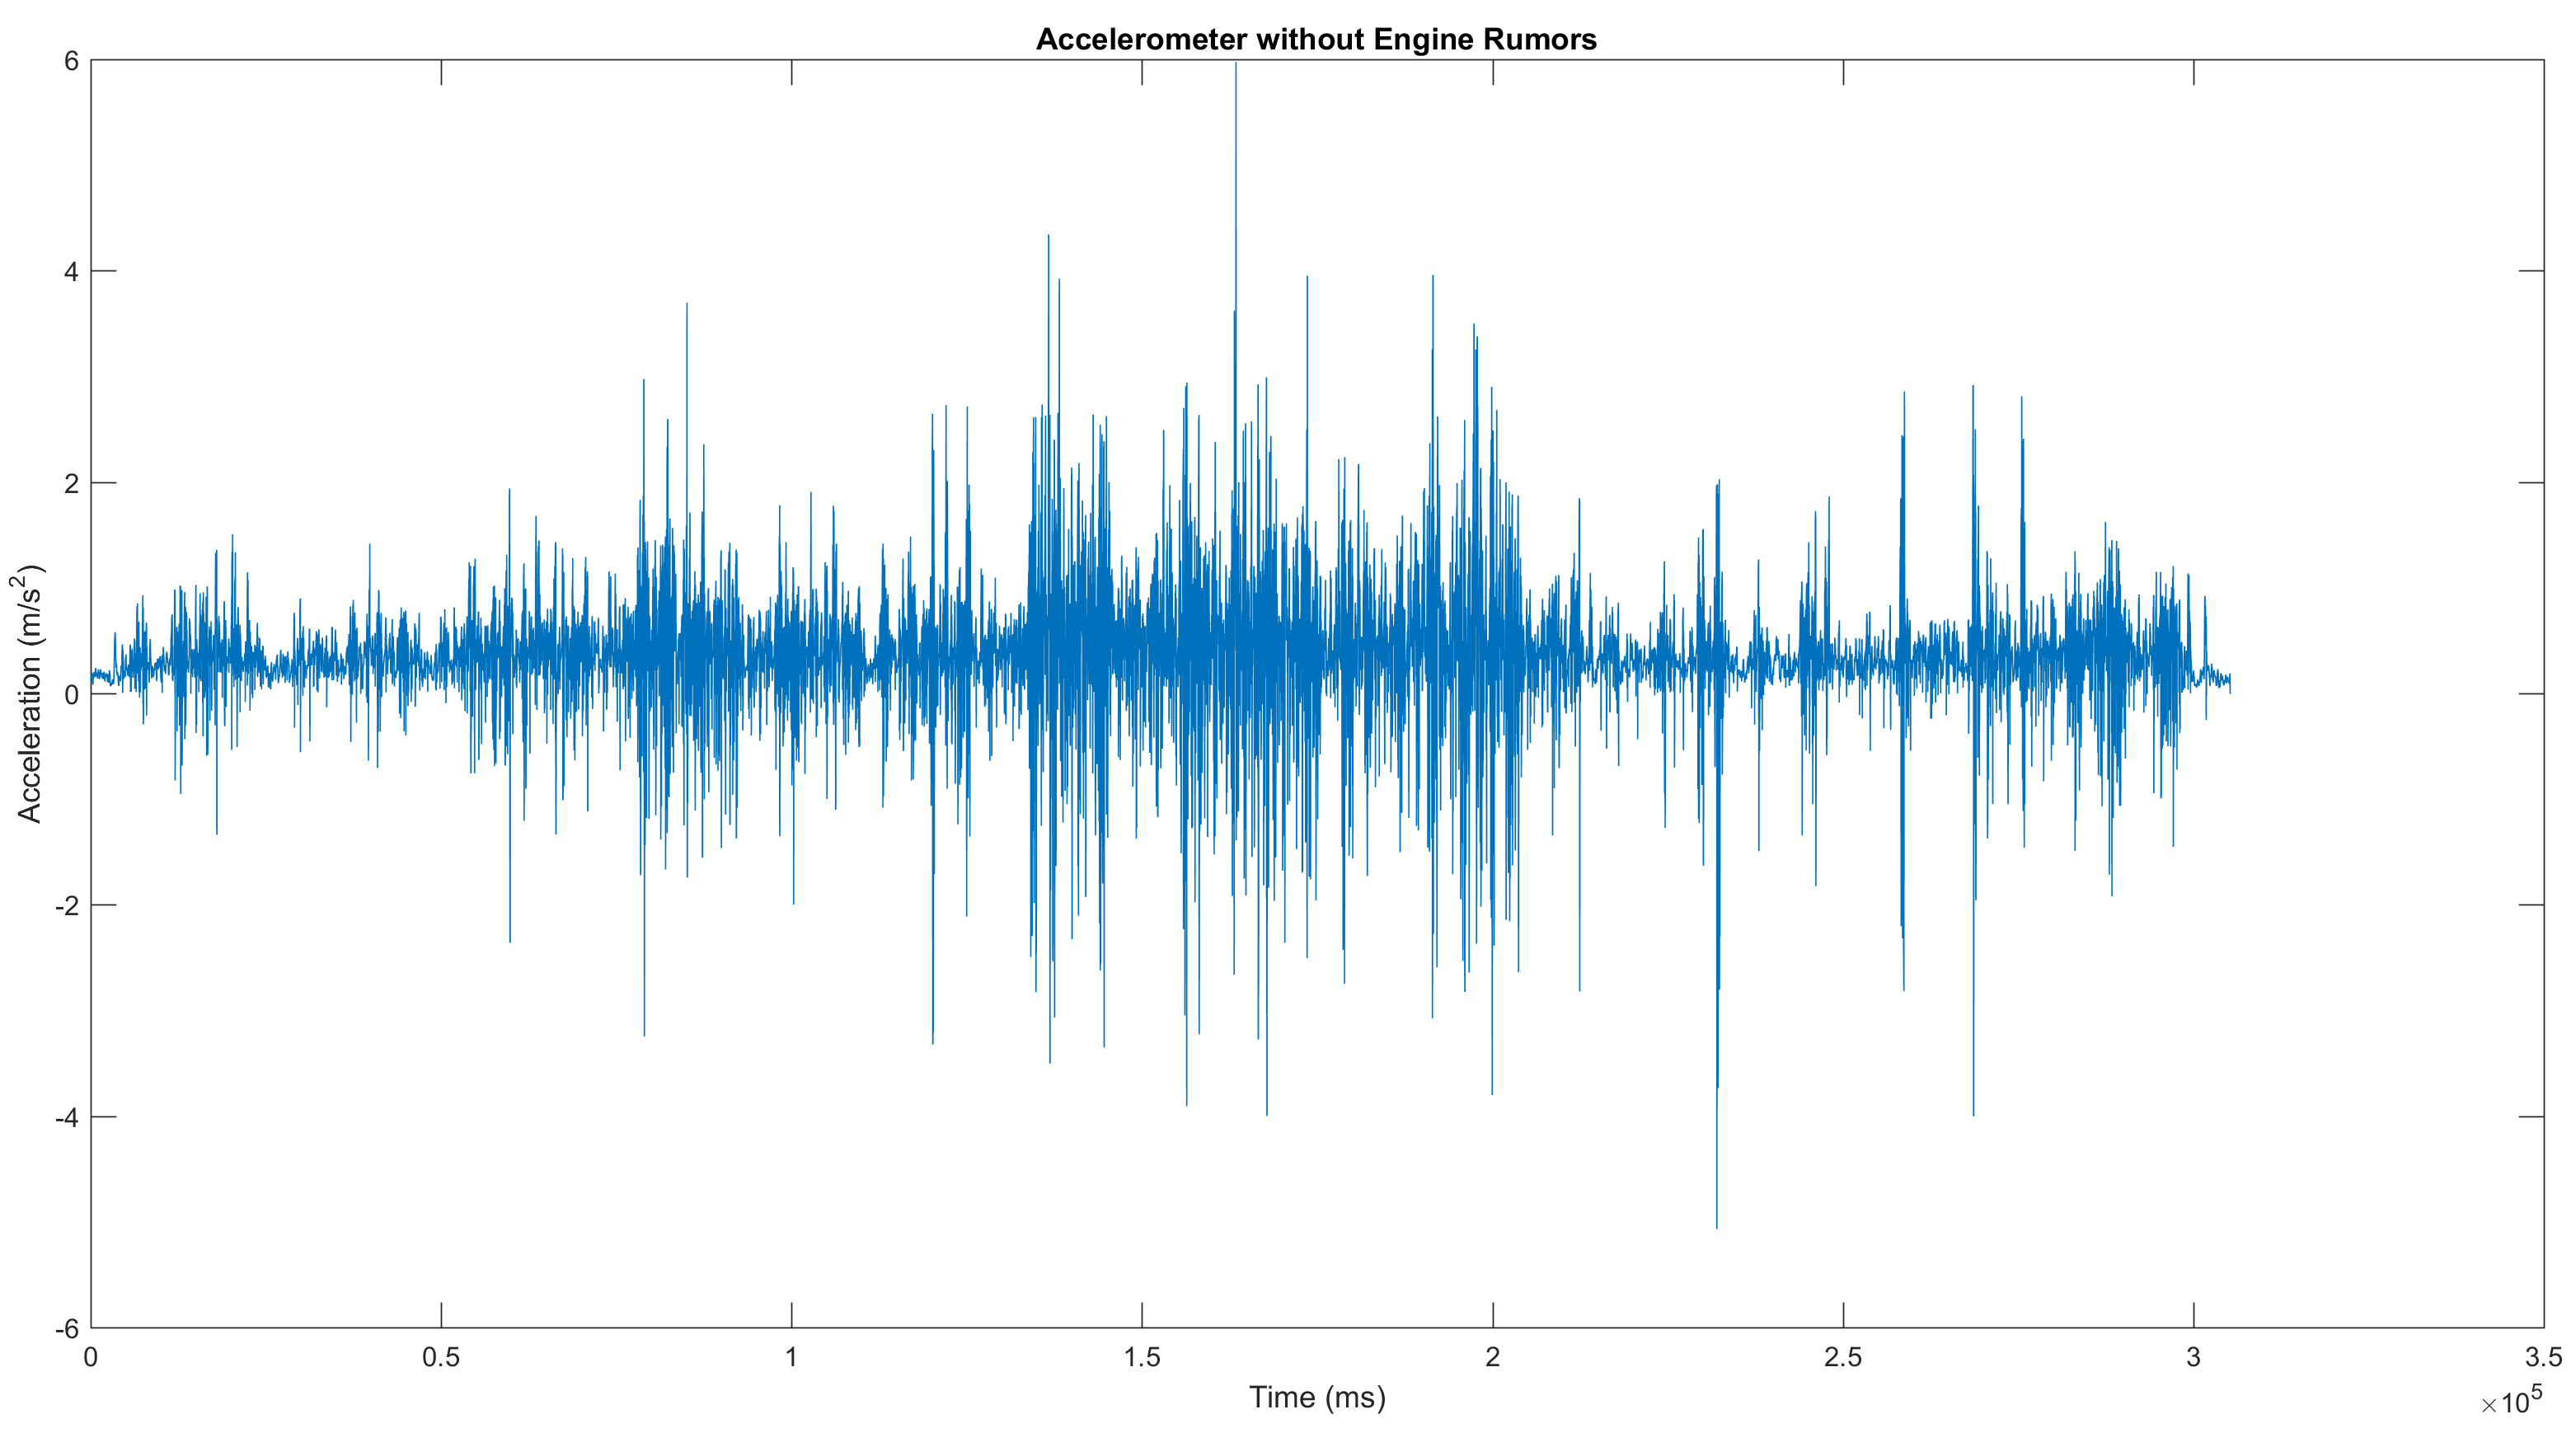 Accelerometer without Engine Rumors
6
4
2
0
-2
-4
-6
Acceleration (m/s²)
0 0.5 1 1.5 2 2.5 3 3.5
Time (ms)
×10⁵